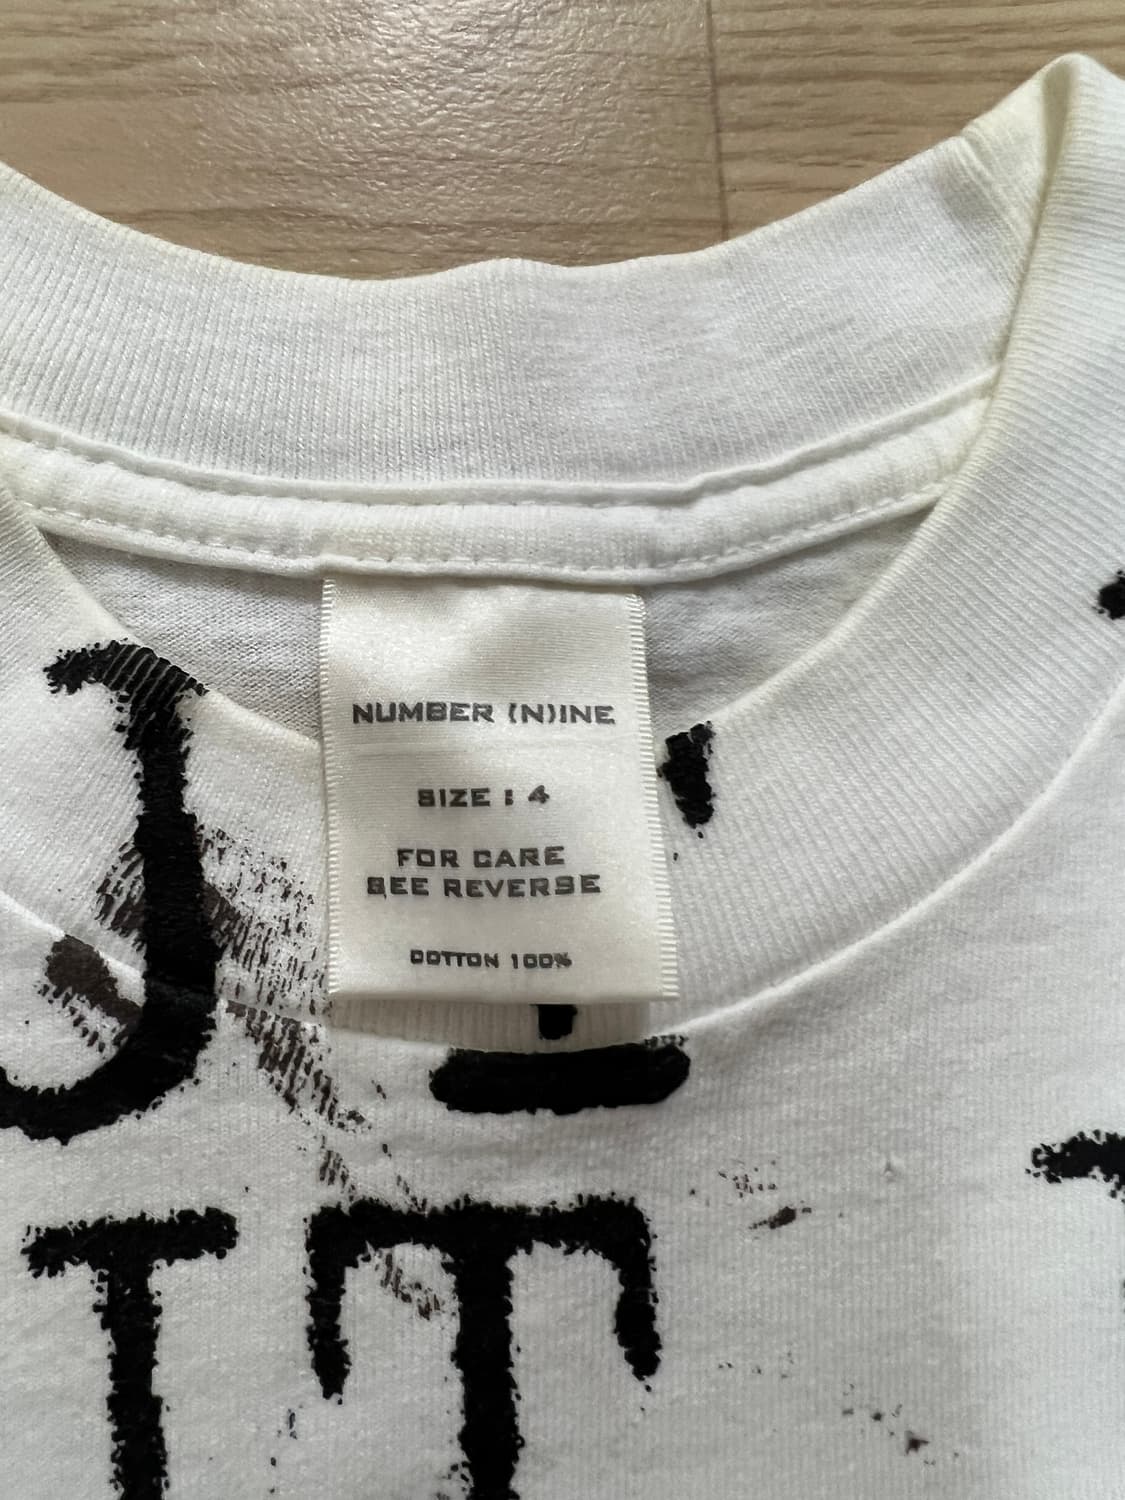 J
NUMBER (N)INE
SIZE : 4
FOR CARE
SEE REVERSE
COTTON 100%
T